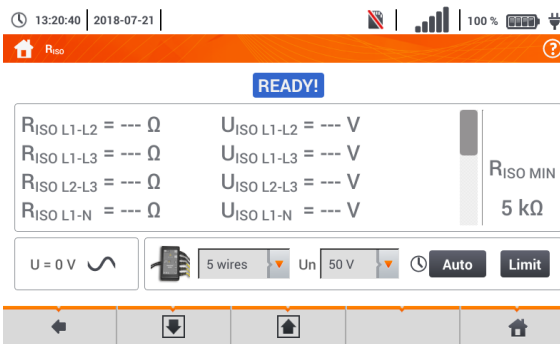 13:20:40 2018-07-21 100 %
RISO ?
READY!
RISO L1-L2 = --- Ω UISO L1-L2 = --- V
RISO L1-L3 = --- Ω UISO L1-L3 = --- V
RISO L2-L3 = --- Ω UISO L2-L3 = --- V
RISO L1-N = --- Ω UISO L1-N = --- V
RISO MIN
5 kΩ
U = 0 V 5 wires Un 50 V Auto Limit